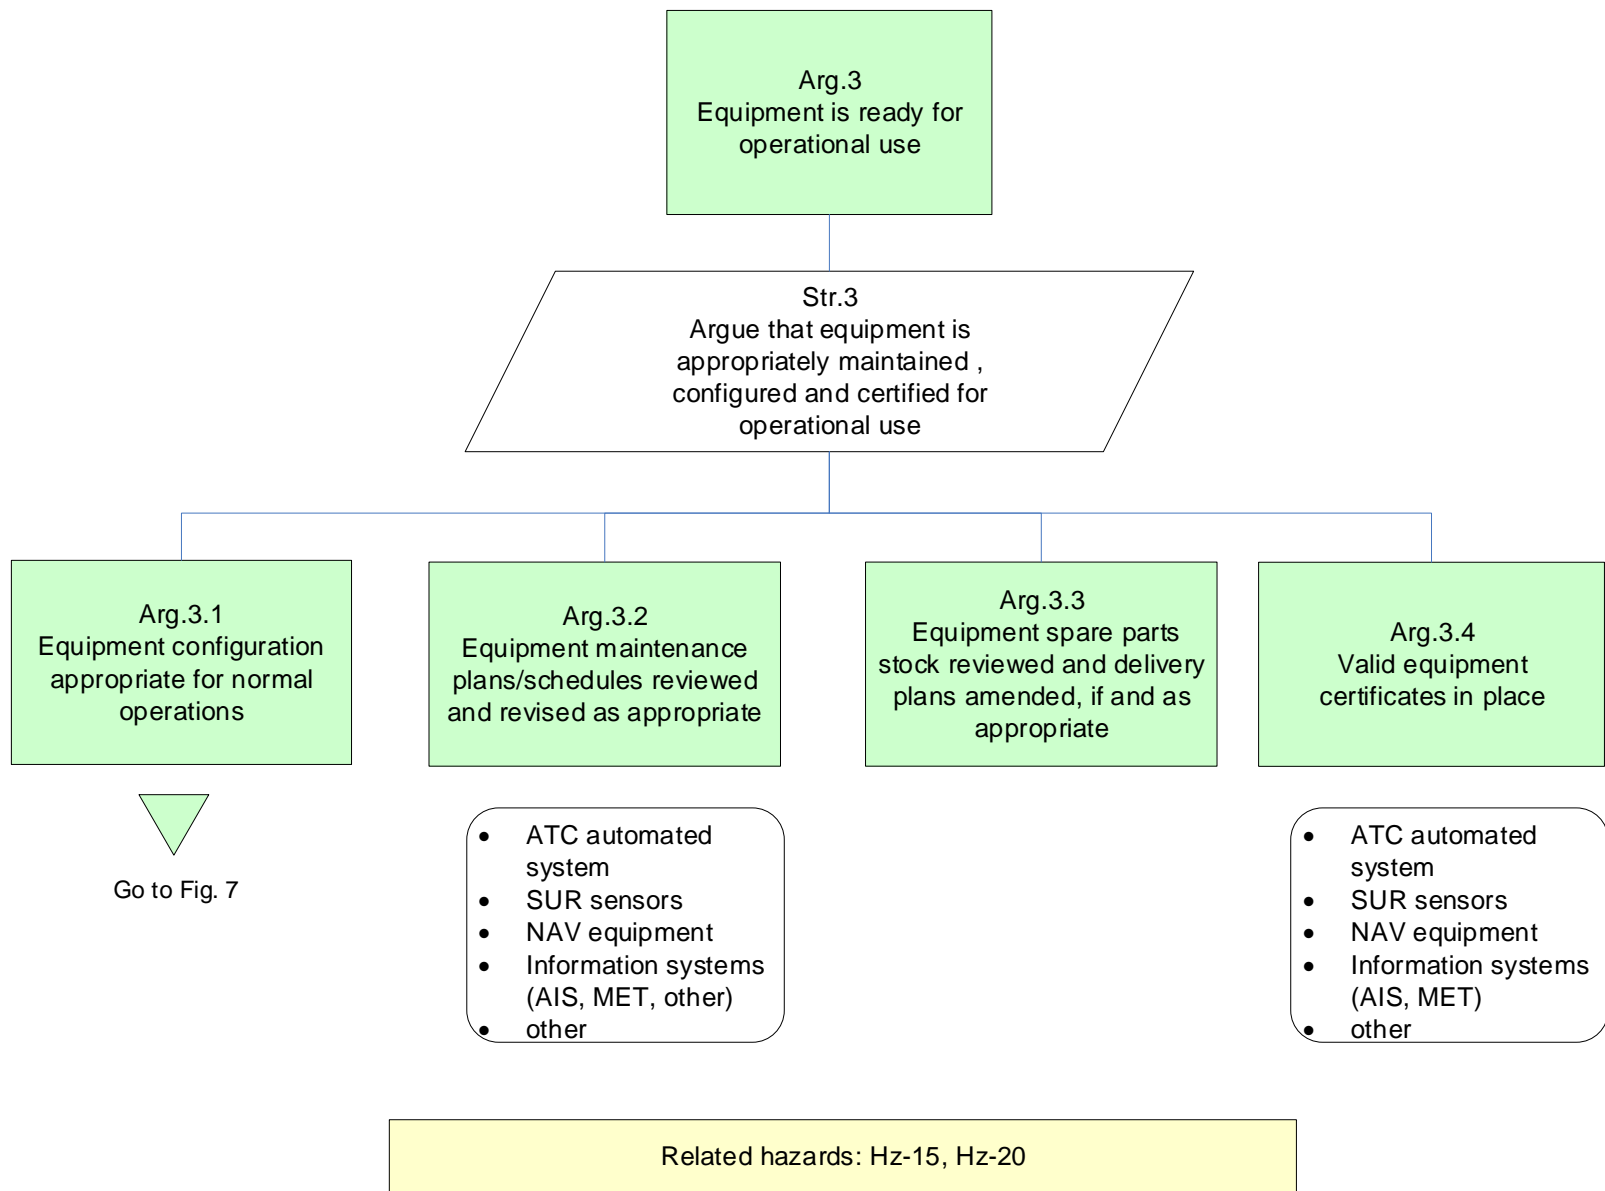 Arg.3
Equipment is ready for
operational use
Str.3
Argue that equipment is
appropriately maintained ,
configured and certified for
operational use
Arg.3.1
Equipment configuration
appropriate for normal
operations
Arg.3.2
Equipment maintenance
plans/schedules reviewed
and revised as appropriate
Arg.3.3
Equipment spare parts
stock reviewed and delivery
plans amended, if and as
appropriate
Arg.3.4
Valid equipment
certificates in place
Go to Fig. 7
• ATC automated
system
• SUR sensors
• NAV equipment
• Information systems
(AIS, MET, other)
• other
• ATC automated
system
• SUR sensors
• NAV equipment
• Information systems
(AIS, MET)
• other
Related hazards: Hz-15, Hz-20